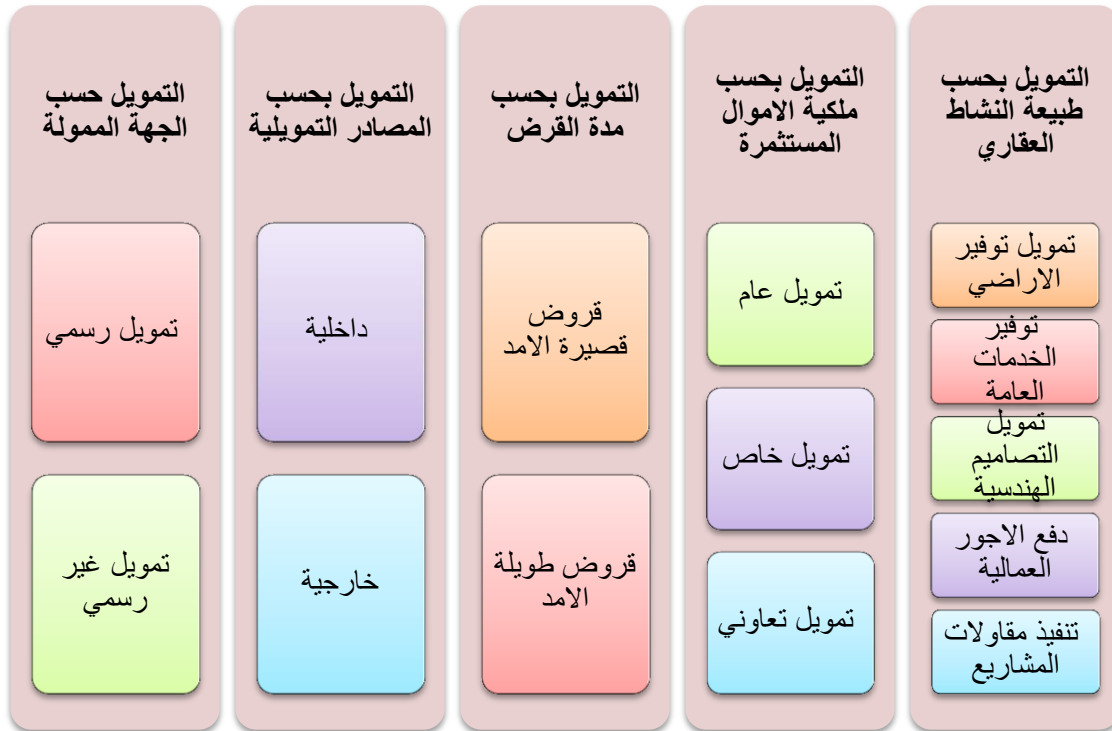 التمويل بحسب
طبيعة النشاط
العقاري
تمويل توفير
الاراضي
توفير
الخدمات
العامة
تمويل
التصاميم
الهندسية
دفع الاجور
العمالية
تنفيذ مقاولات
المشاريع
التمويل بحسب
ملكية الاموال
المستثمرة
تمويل عام
تمويل خاص
تمويل تعاوني
التمويل بحسب
مدة القرض
قروض
قصيرة الامد
قروض طويلة
الامد
التمويل بحسب
المصادر التمويلية
داخلية
خارجية
التمويل حسب
الجهة الممولة
تمويل رسمي
تمويل غير
رسمي